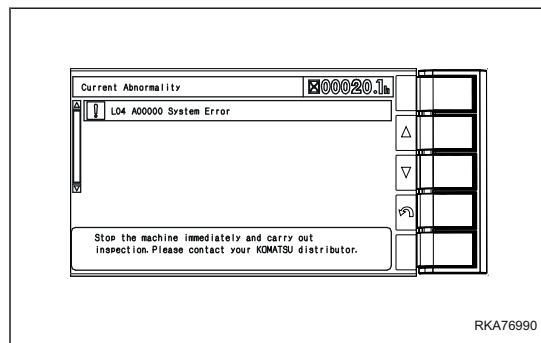 Current Abnormality 00020.1h
L04 A00000 System Error
Stop the machine immediately and carry out
inspection. Please contact your KOMATSU distributor.
RKA76990